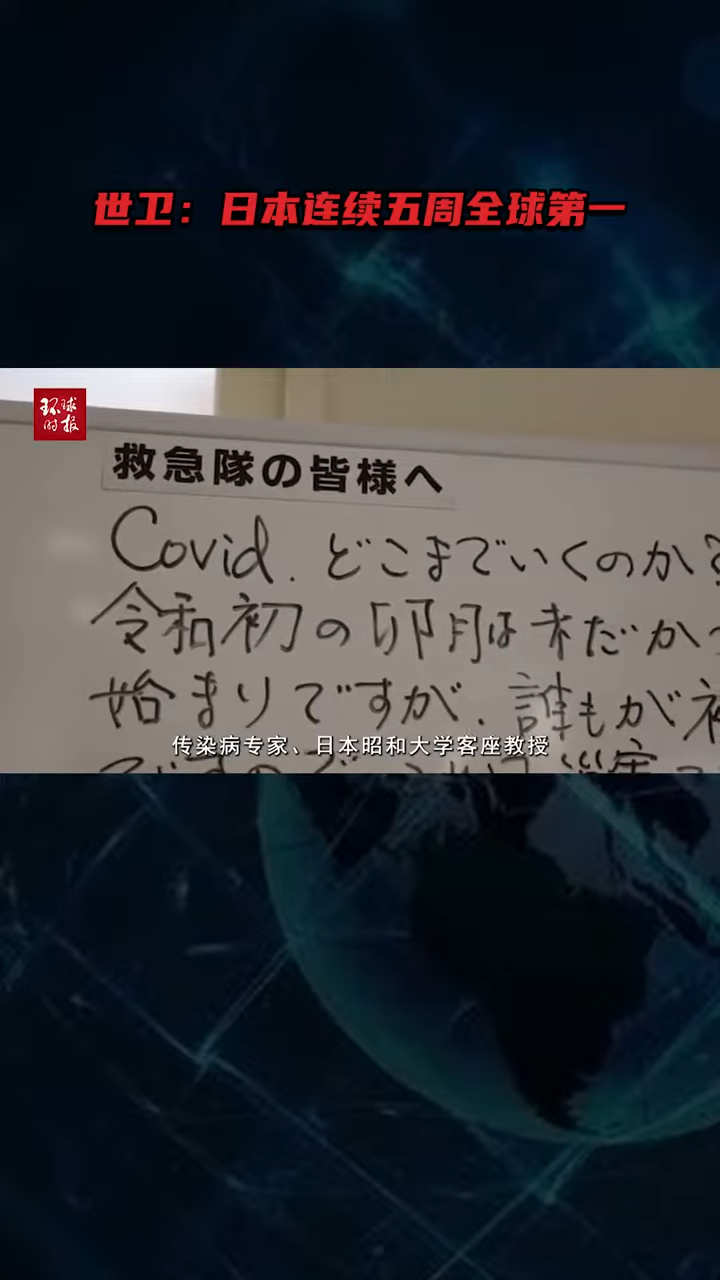 世卫：日本连续五周全球第一
环球
时报
救急隊の皆様へ
Covid. どこまでいくのか?
令和初の卯月は未だか
始まりですが、誰もが
传染病专家、日本昭和大学客座教授